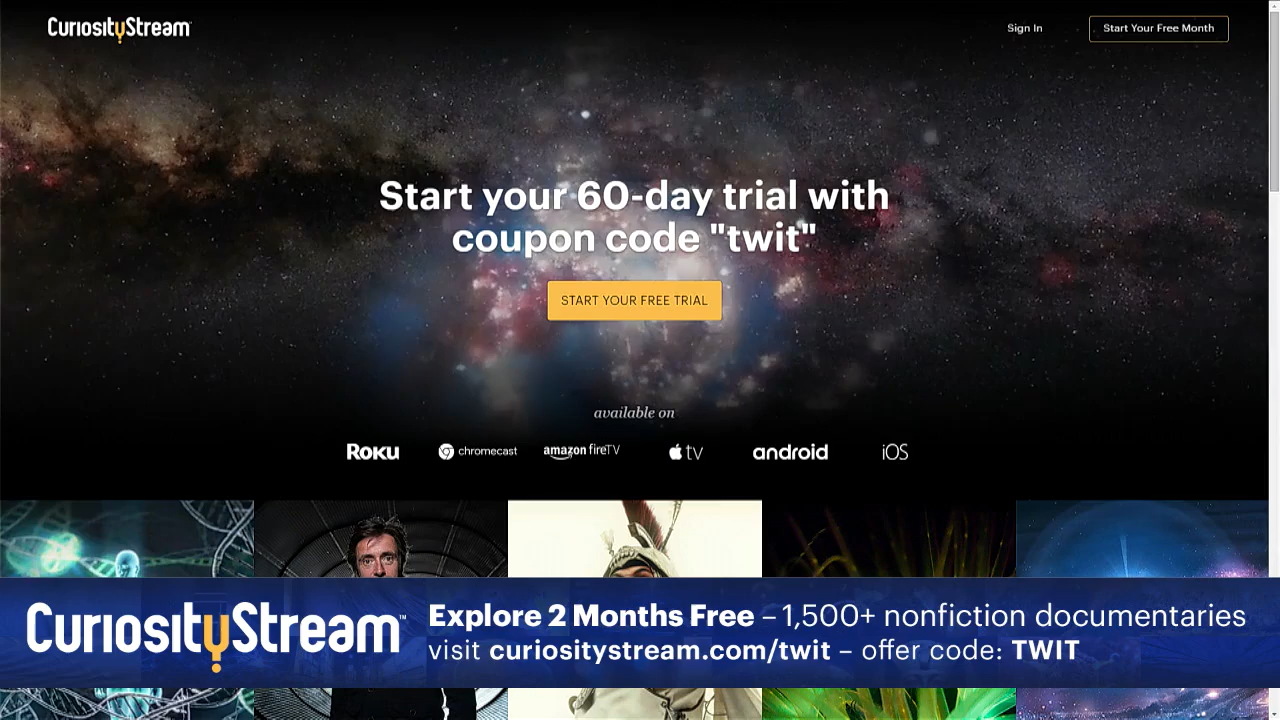 CuriosityStream
Sign In
Start Your Free Month
Start your 60-day trial with
coupon code "twit"
START YOUR FREE TRIAL
available on
Roku
chromecast
amazon fireTV
tv
android
iOS
CuriosityStream™
Explore 2 Months Free – 1,500+ nonfiction documentaries
visit curiositystream.com/twit – offer code: TWIT